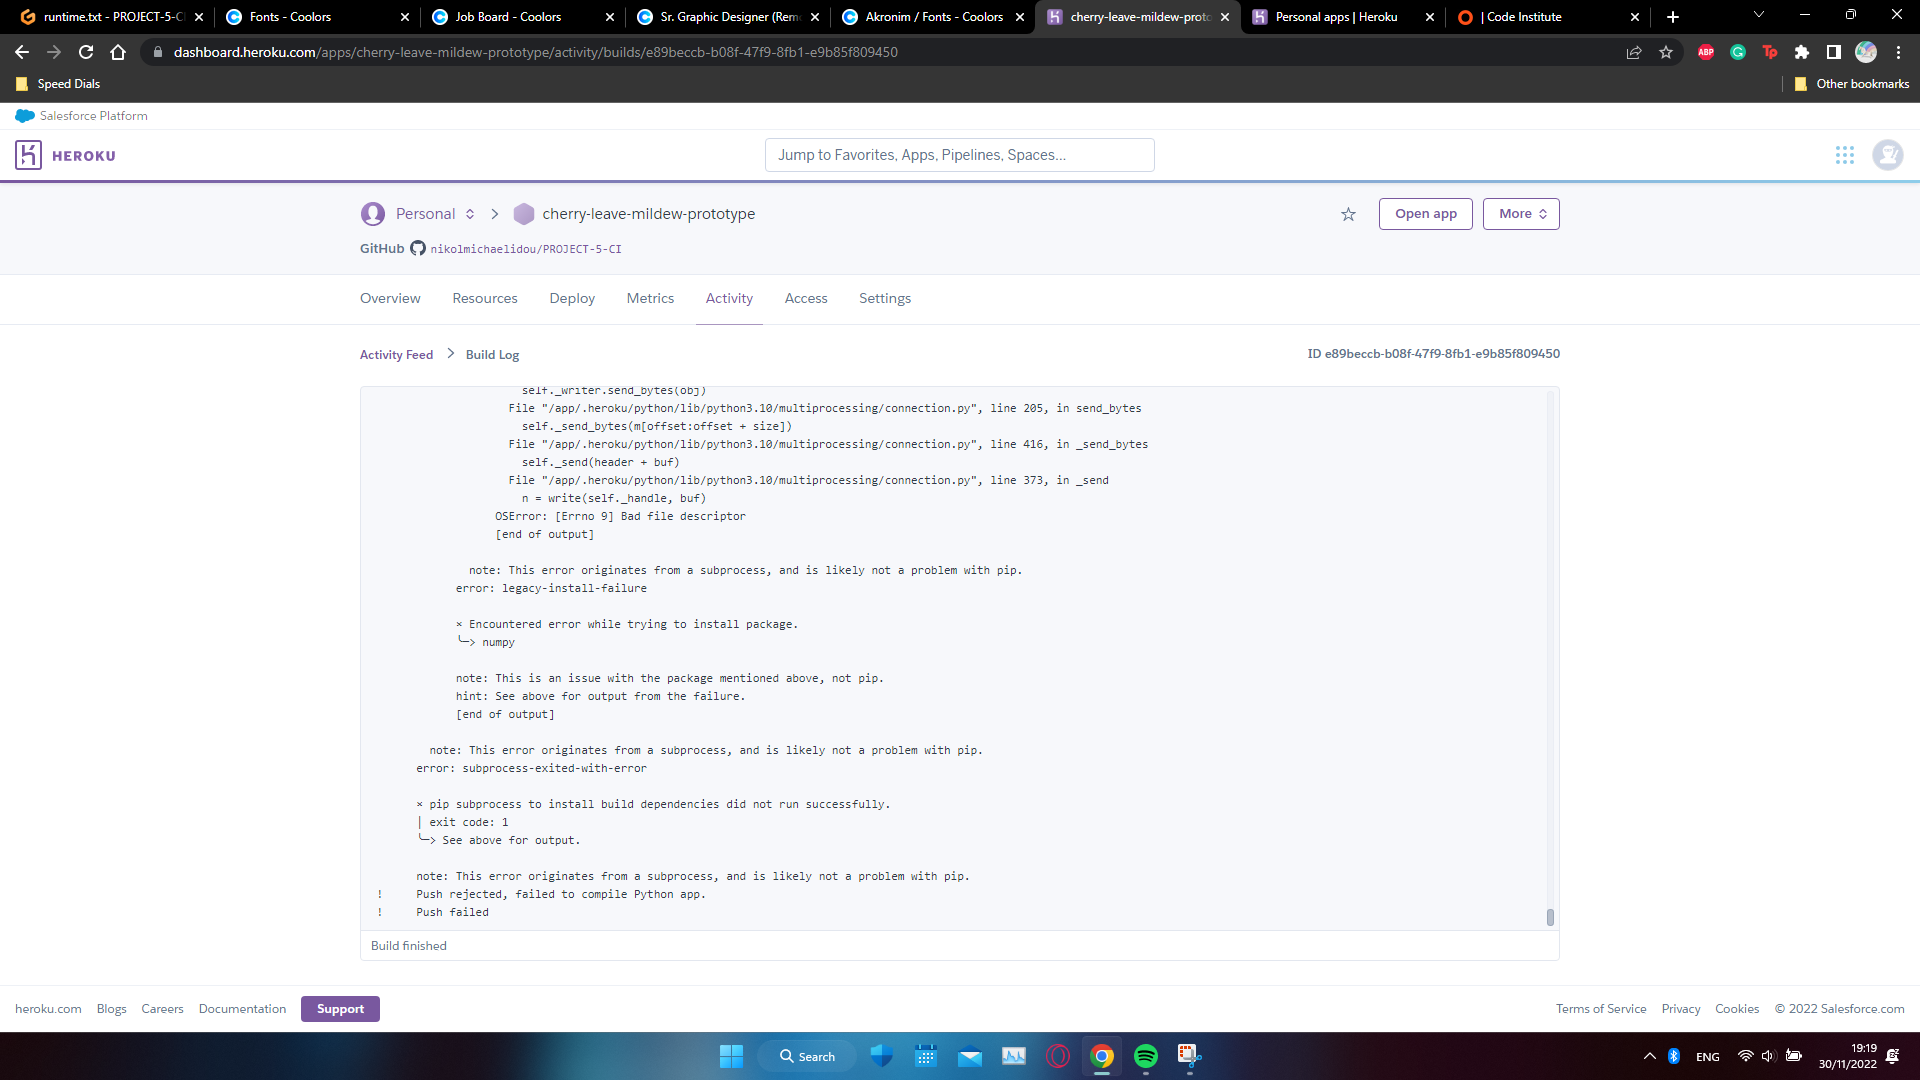 runtime.txt - PROJECT-5-C
Fonts - Coolors
Job Board - Coolors
Sr. Graphic Designer (Rem
Akronim / Fonts - Coolors
cherry-leave-mildew-proto
Personal apps | Heroku
| Code Institute
dashboard.heroku.com/apps/cherry-leave-mildew-prototype/activity/builds/e89beccb-b08f-47f9-8fb1-e9b85f809450
ABP
G
Tp
Speed Dials
Other bookmarks
Salesforce Platform
HEROKU
Jump to Favorites, Apps, Pipelines, Spaces...
Personal
cherry-leave-mildew-prototype
Open app
More
GitHub nikolmichaelidou/PROJECT-5-CI
Overview
Resources
Deploy
Metrics
Activity
Access
Settings
Activity Feed > Build Log
ID e89beccb-b08f-47f9-8fb1-e9b85f809450
self._writer.send_bytes(obj)
File "/app/.heroku/python/lib/python3.10/multiprocessing/connection.py", line 205, in send_bytes
self._send_bytes(m[offset:offset + size])
File "/app/.heroku/python/lib/python3.10/multiprocessing/connection.py", line 416, in _send_bytes
self._send(header + buf)
File "/app/.heroku/python/lib/python3.10/multiprocessing/connection.py", line 373, in _send
n = write(self._handle, buf)
OSError: [Errno 9] Bad file descriptor
[end of output]
note: This error originates from a subprocess, and is likely not a problem with pip.
error: legacy-install-failure
× Encountered error while trying to install package.
╰─> numpy
note: This is an issue with the package mentioned above, not pip.
hint: See above for output from the failure.
[end of output]
note: This error originates from a subprocess, and is likely not a problem with pip.
error: subprocess-exited-with-error
× pip subprocess to install build dependencies did not run successfully.
│ exit code: 1
╰─> See above for output.
note: This error originates from a subprocess, and is likely not a problem with pip.
! Push rejected, failed to compile Python app.
! Push failed
Build finished
heroku.com
Blogs
Careers
Documentation
Support
Terms of Service
Privacy
Cookies
© 2022 Salesforce.com
Search
ENG
19:19
30/11/2022